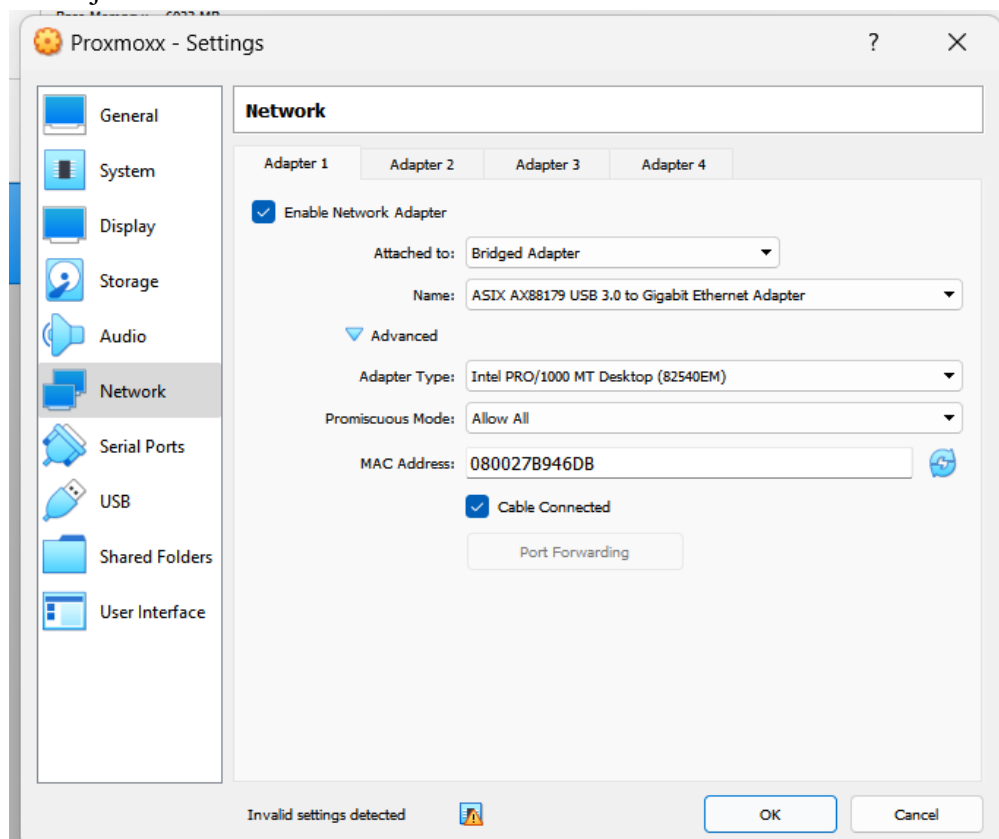 Proxmoxx - Settings
?
General
System
Display
Storage
Audio
Network
Serial Ports
USB
Shared Folders
User Interface
Network
Adapter 1 Adapter 2 Adapter 3 Adapter 4
Enable Network Adapter
Attached to: Bridged Adapter
Name: ASIX AX88179 USB 3.0 to Gigabit Ethernet Adapter
Advanced
Adapter Type: Intel PRO/1000 MT Desktop (82540EM)
Promiscuous Mode: Allow All
MAC Address: 080027B946DB
Cable Connected
Port Forwarding
Invalid settings detected
OK Cancel